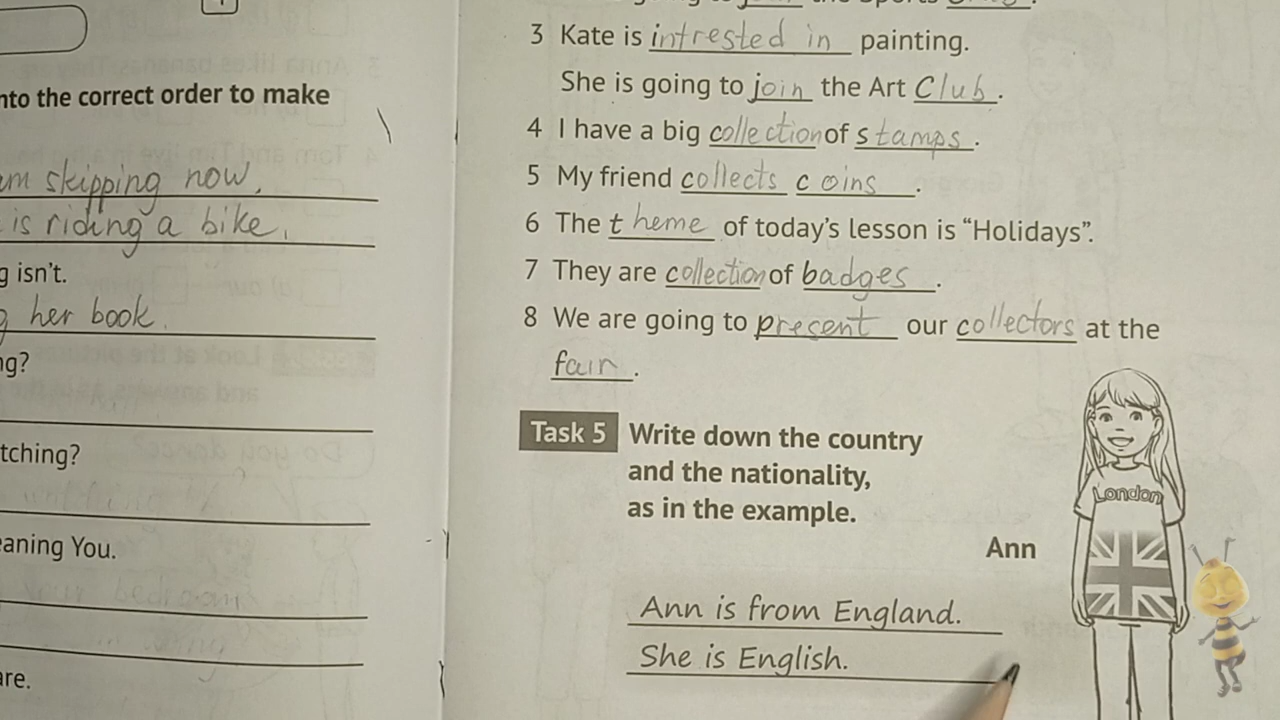 nto the correct order to make
am skipping now.
is riding a bike.
g isn't.
g her book.
ng?
tching?
eaning You.
are.
3 Kate is intrested in painting.
She is going to join the Art Club.
4 I have a big collection of stamps.
5 My friend collects coins.
6 The theme of today's lesson is “Holidays”.
7 They are collection of badges.
8 We are going to present our collectors at the
fair.
Task 5 Write down the country
and the nationality,
as in the example.
London
Ann
Ann is from England.
She is English.